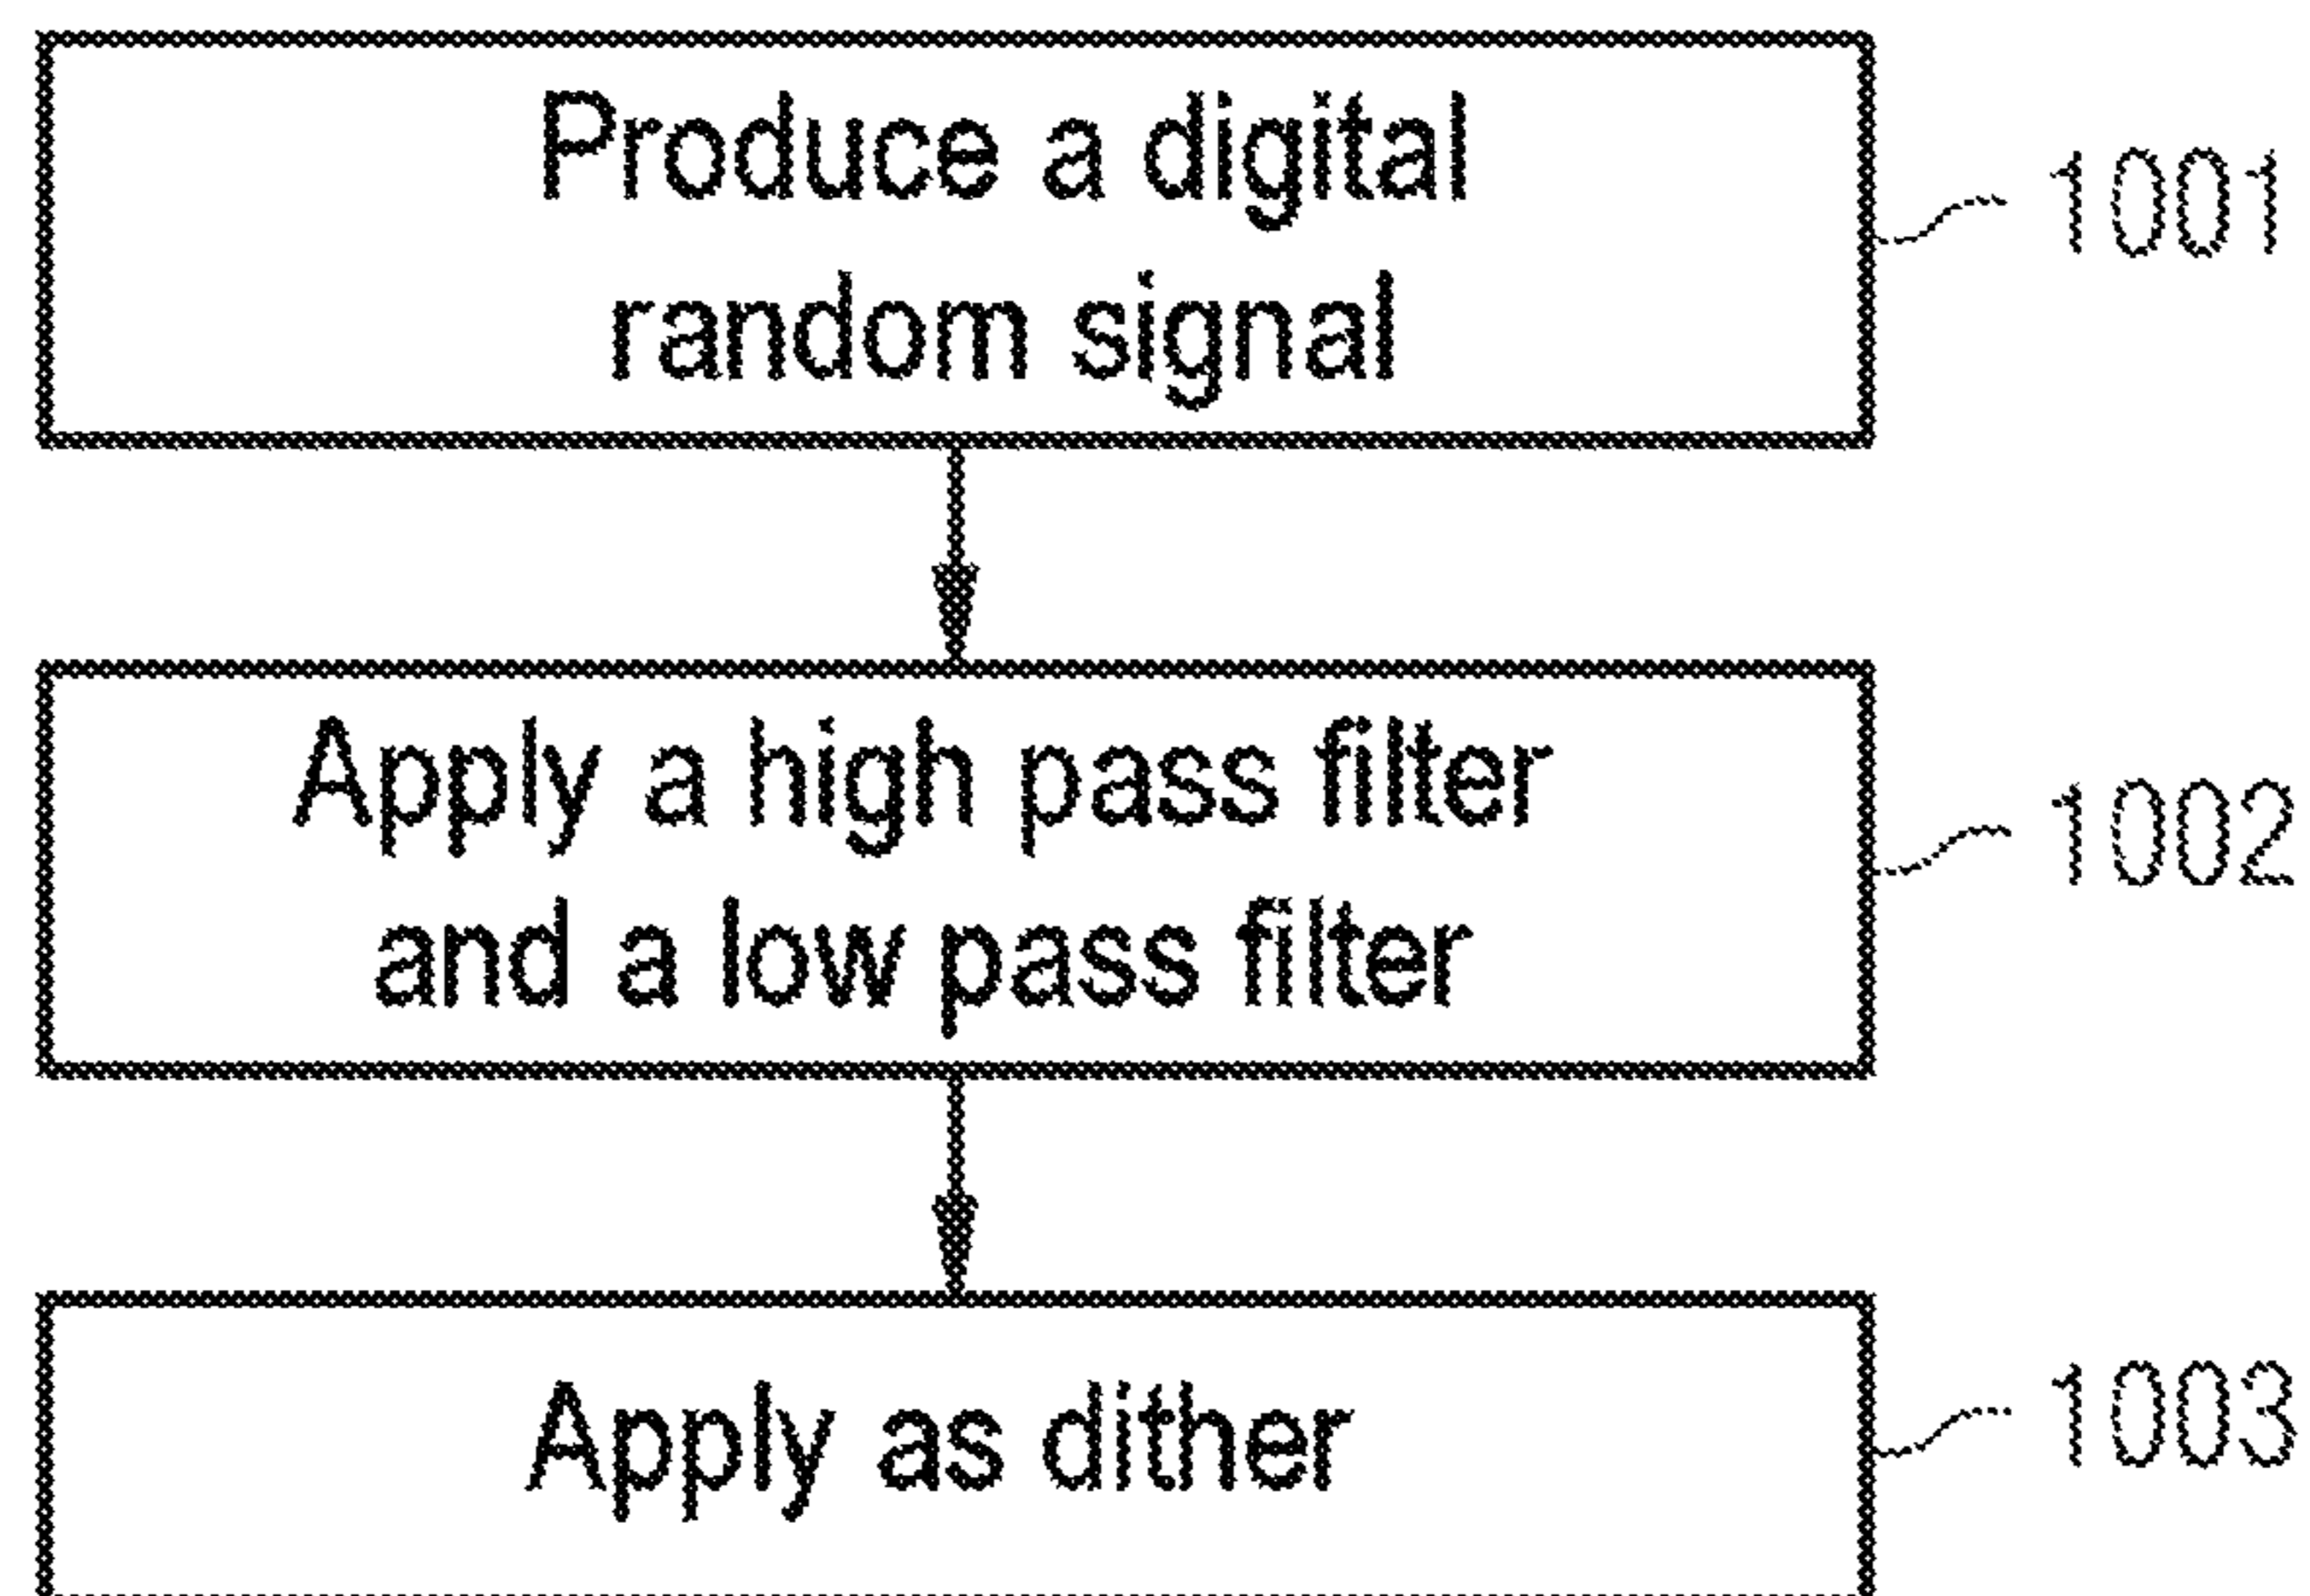 Produce a digital
random signal
1001
Apply a high pass filter
and a low pass filter
1002
Apply as dither
1003